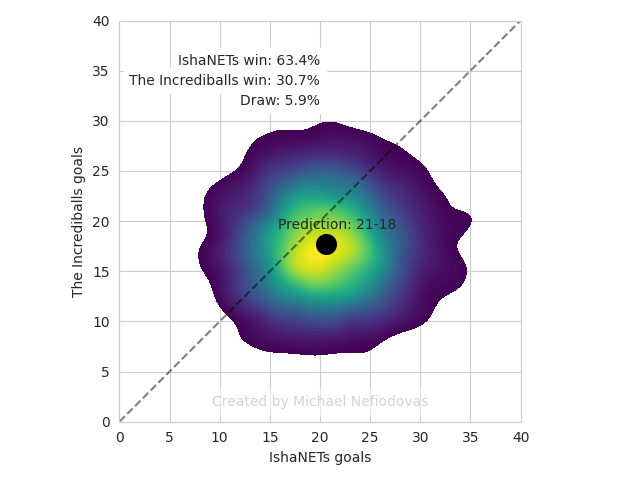 40
35
30
25
20
15
10
5
0
The Incrediballs goals
IshaNETs win: 63.4%
The Incrediballs win: 30.7%
Draw: 5.9%
Prediction: 21-18
Created by Michael Nefiodovas
0 5 10 15 20 25 30 35 40
IshaNETs goals